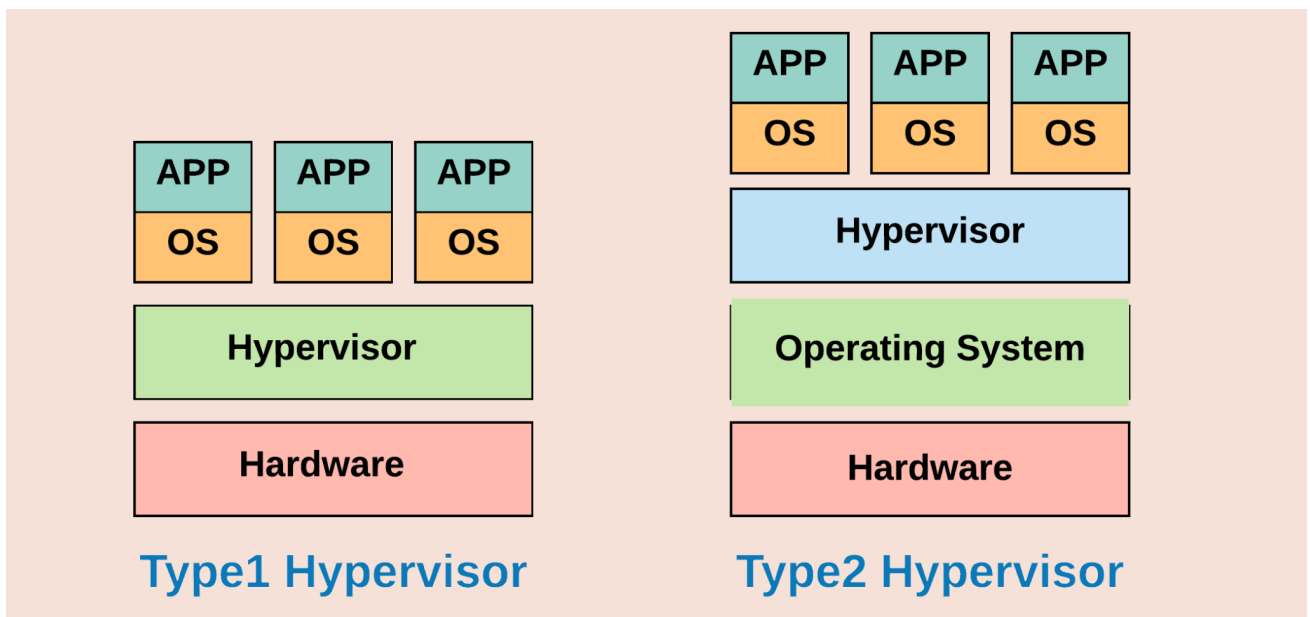 APP APP APP
OS OS OS
Hypervisor
Hardware
Type1 Hypervisor
APP APP APP
OS OS OS
Hypervisor
Operating System
Hardware
Type2 Hypervisor